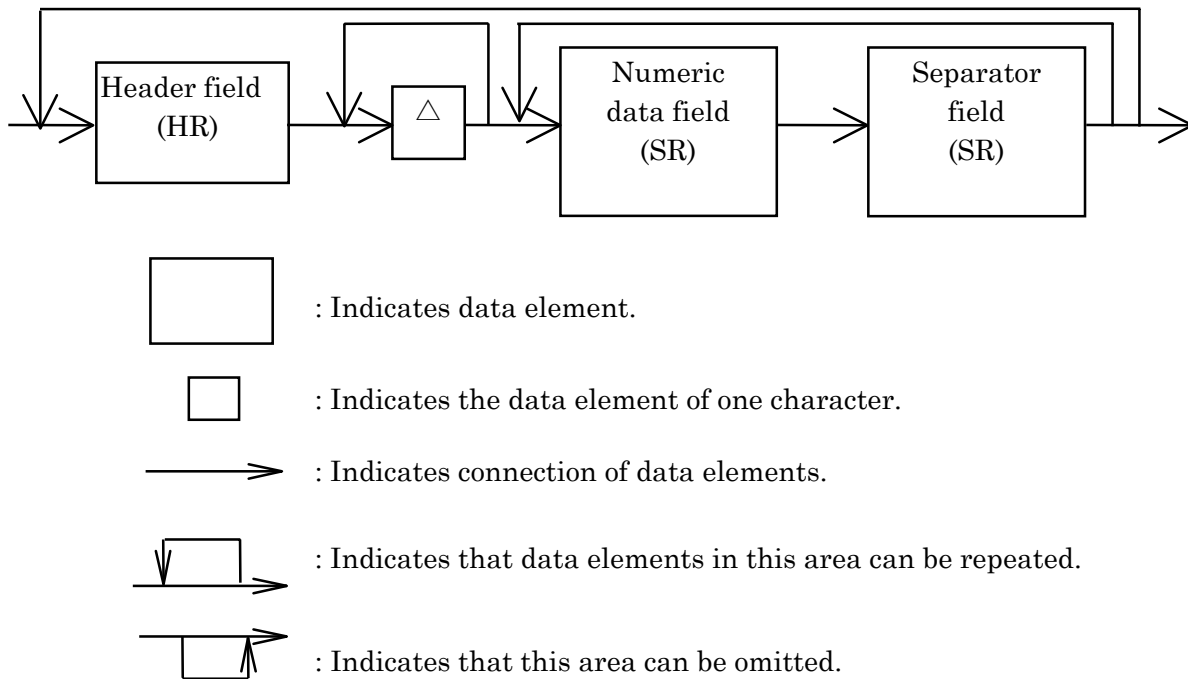 Header field
(HR)
△
Numeric
data field
(SR)
Separator
field
(SR)
: Indicates data element.
: Indicates the data element of one character.
: Indicates connection of data elements.
: Indicates that data elements in this area can be repeated.
: Indicates that this area can be omitted.